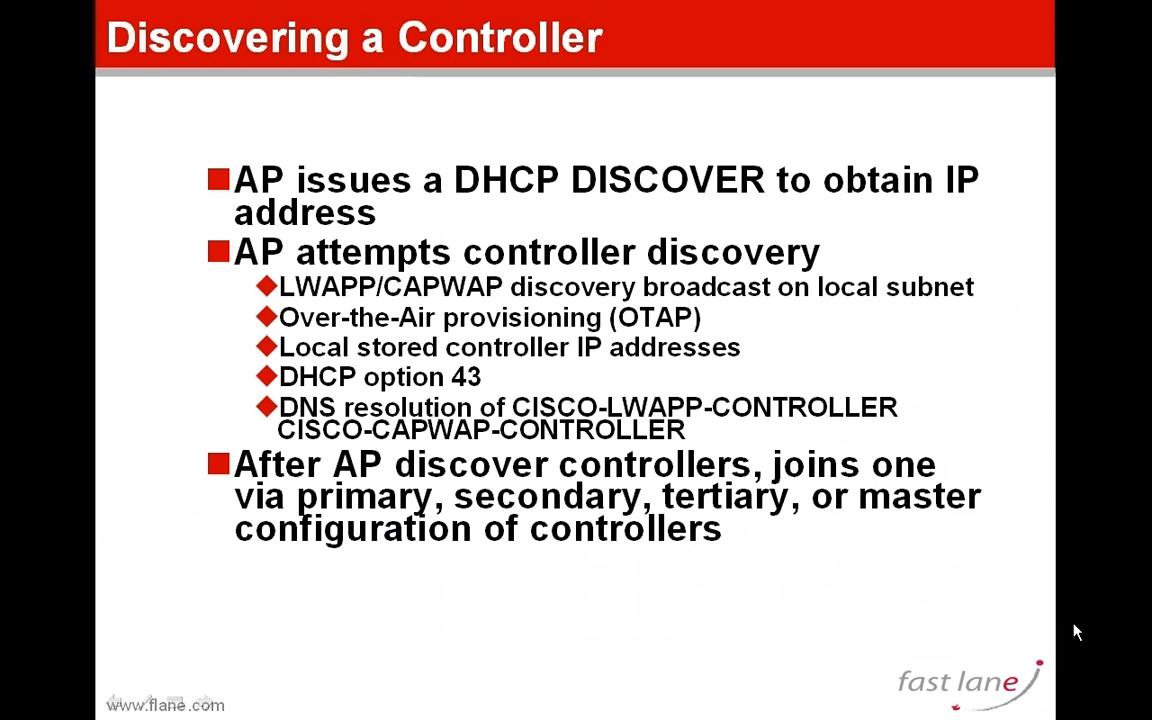 Discovering a Controller
AP issues a DHCP DISCOVER to obtain IP
address
AP attempts controller discovery
LWAPP/CAPWAP discovery broadcast on local subnet
Over-the-Air provisioning (OTAP)
Local stored controller IP addresses
DHCP option 43
DNS resolution of CISCO-LWAPP-CONTROLLER
CISCO-CAPWAP-CONTROLLER
After AP discover controllers, joins one
via primary, secondary, tertiary, or master
configuration of controllers
fast lane
www.flane.com